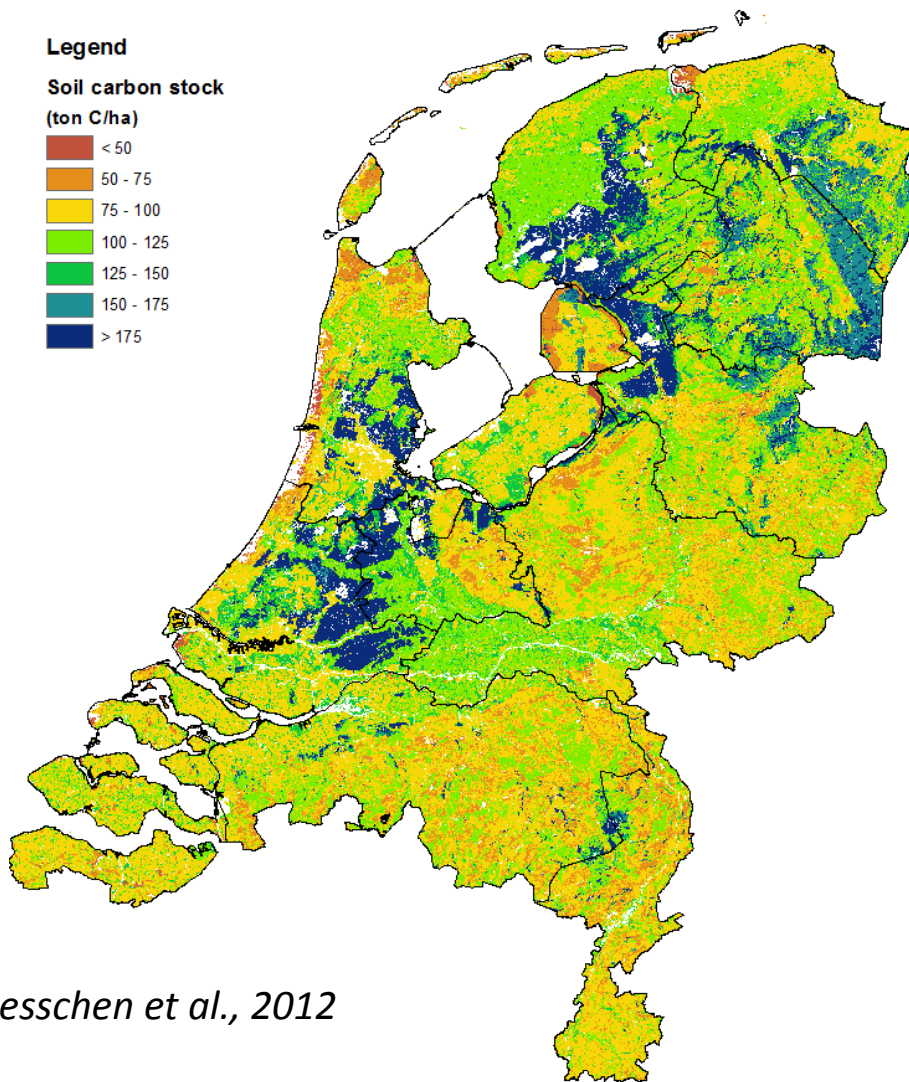 Legend
Soil carbon stock
(ton C/ha)
< 50
50 - 75
75 - 100
100 - 125
125 - 150
150 - 175
> 175
esschen et al., 2012